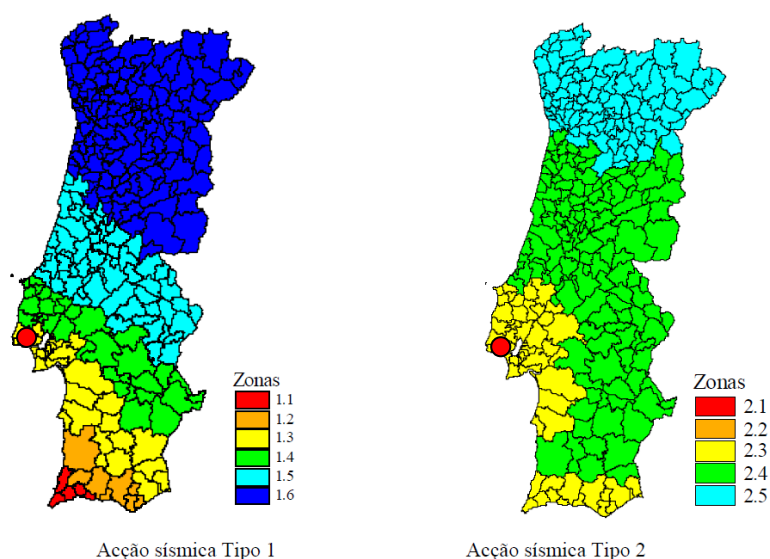 Zonas
1.1
1.2
1.3
1.4
1.5
1.6
Acção sísmica Tipo 1
Zonas
2.1
2.2
2.3
2.4
2.5
Acção sísmica Tipo 2